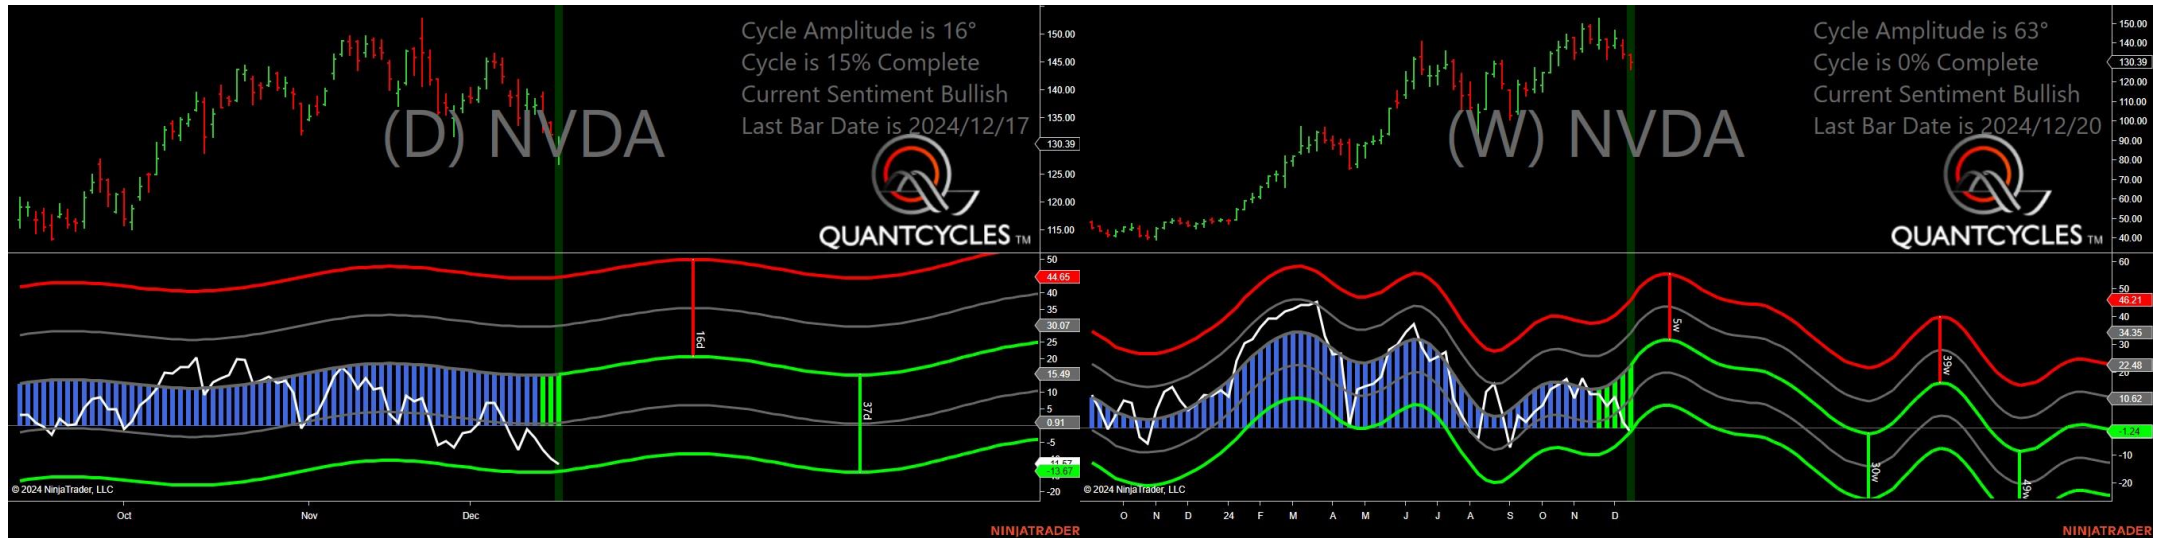 Cycle Amplitude is 16°
Cycle is 15% Complete
Current Sentiment Bullish
Last Bar Date is 2024/12/17
(D) NVDA
QUANTCYCLES TM
150.00
145.00
140.00
135.00
130.39
125.00
120.00
115.00
50
44.65
40
35
30.07
25
20
15.49
10
5
0.91
-5
-11.57
-13.67
-20
16d
37d
© 2024 NinjaTrader, LLC
Oct Nov Dec
NINJATRADER
Cycle Amplitude is 63°
Cycle is 0% Complete
Current Sentiment Bullish
Last Bar Date is 2024/12/20
(W) NVDA
QUANTCYCLES TM
150.00
140.00
130.39
120.00
110.00
100.00
90.00
80.00
70.00
60.00
50.00
40.00
60
50
46.21
40
34.35
30
22.48
20
10.62
-1.24
-10
-20
5w
39w
30w
49w
© 2024 NinjaTrader, LLC
O N D 24 F M A M J J A S O N D
NINJATRADER